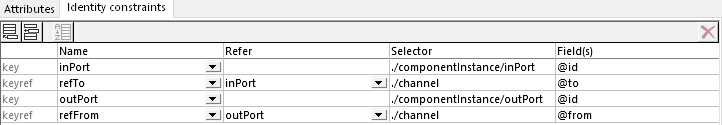 Attributes Identity constraints
Name Refer Selector Field(s)
key inPort ./componentInstance/inPort @id
keyref refTo inPort ./channel @to
key outPort ./componentInstance/outPort @id
keyref refFrom outPort ./channel @from